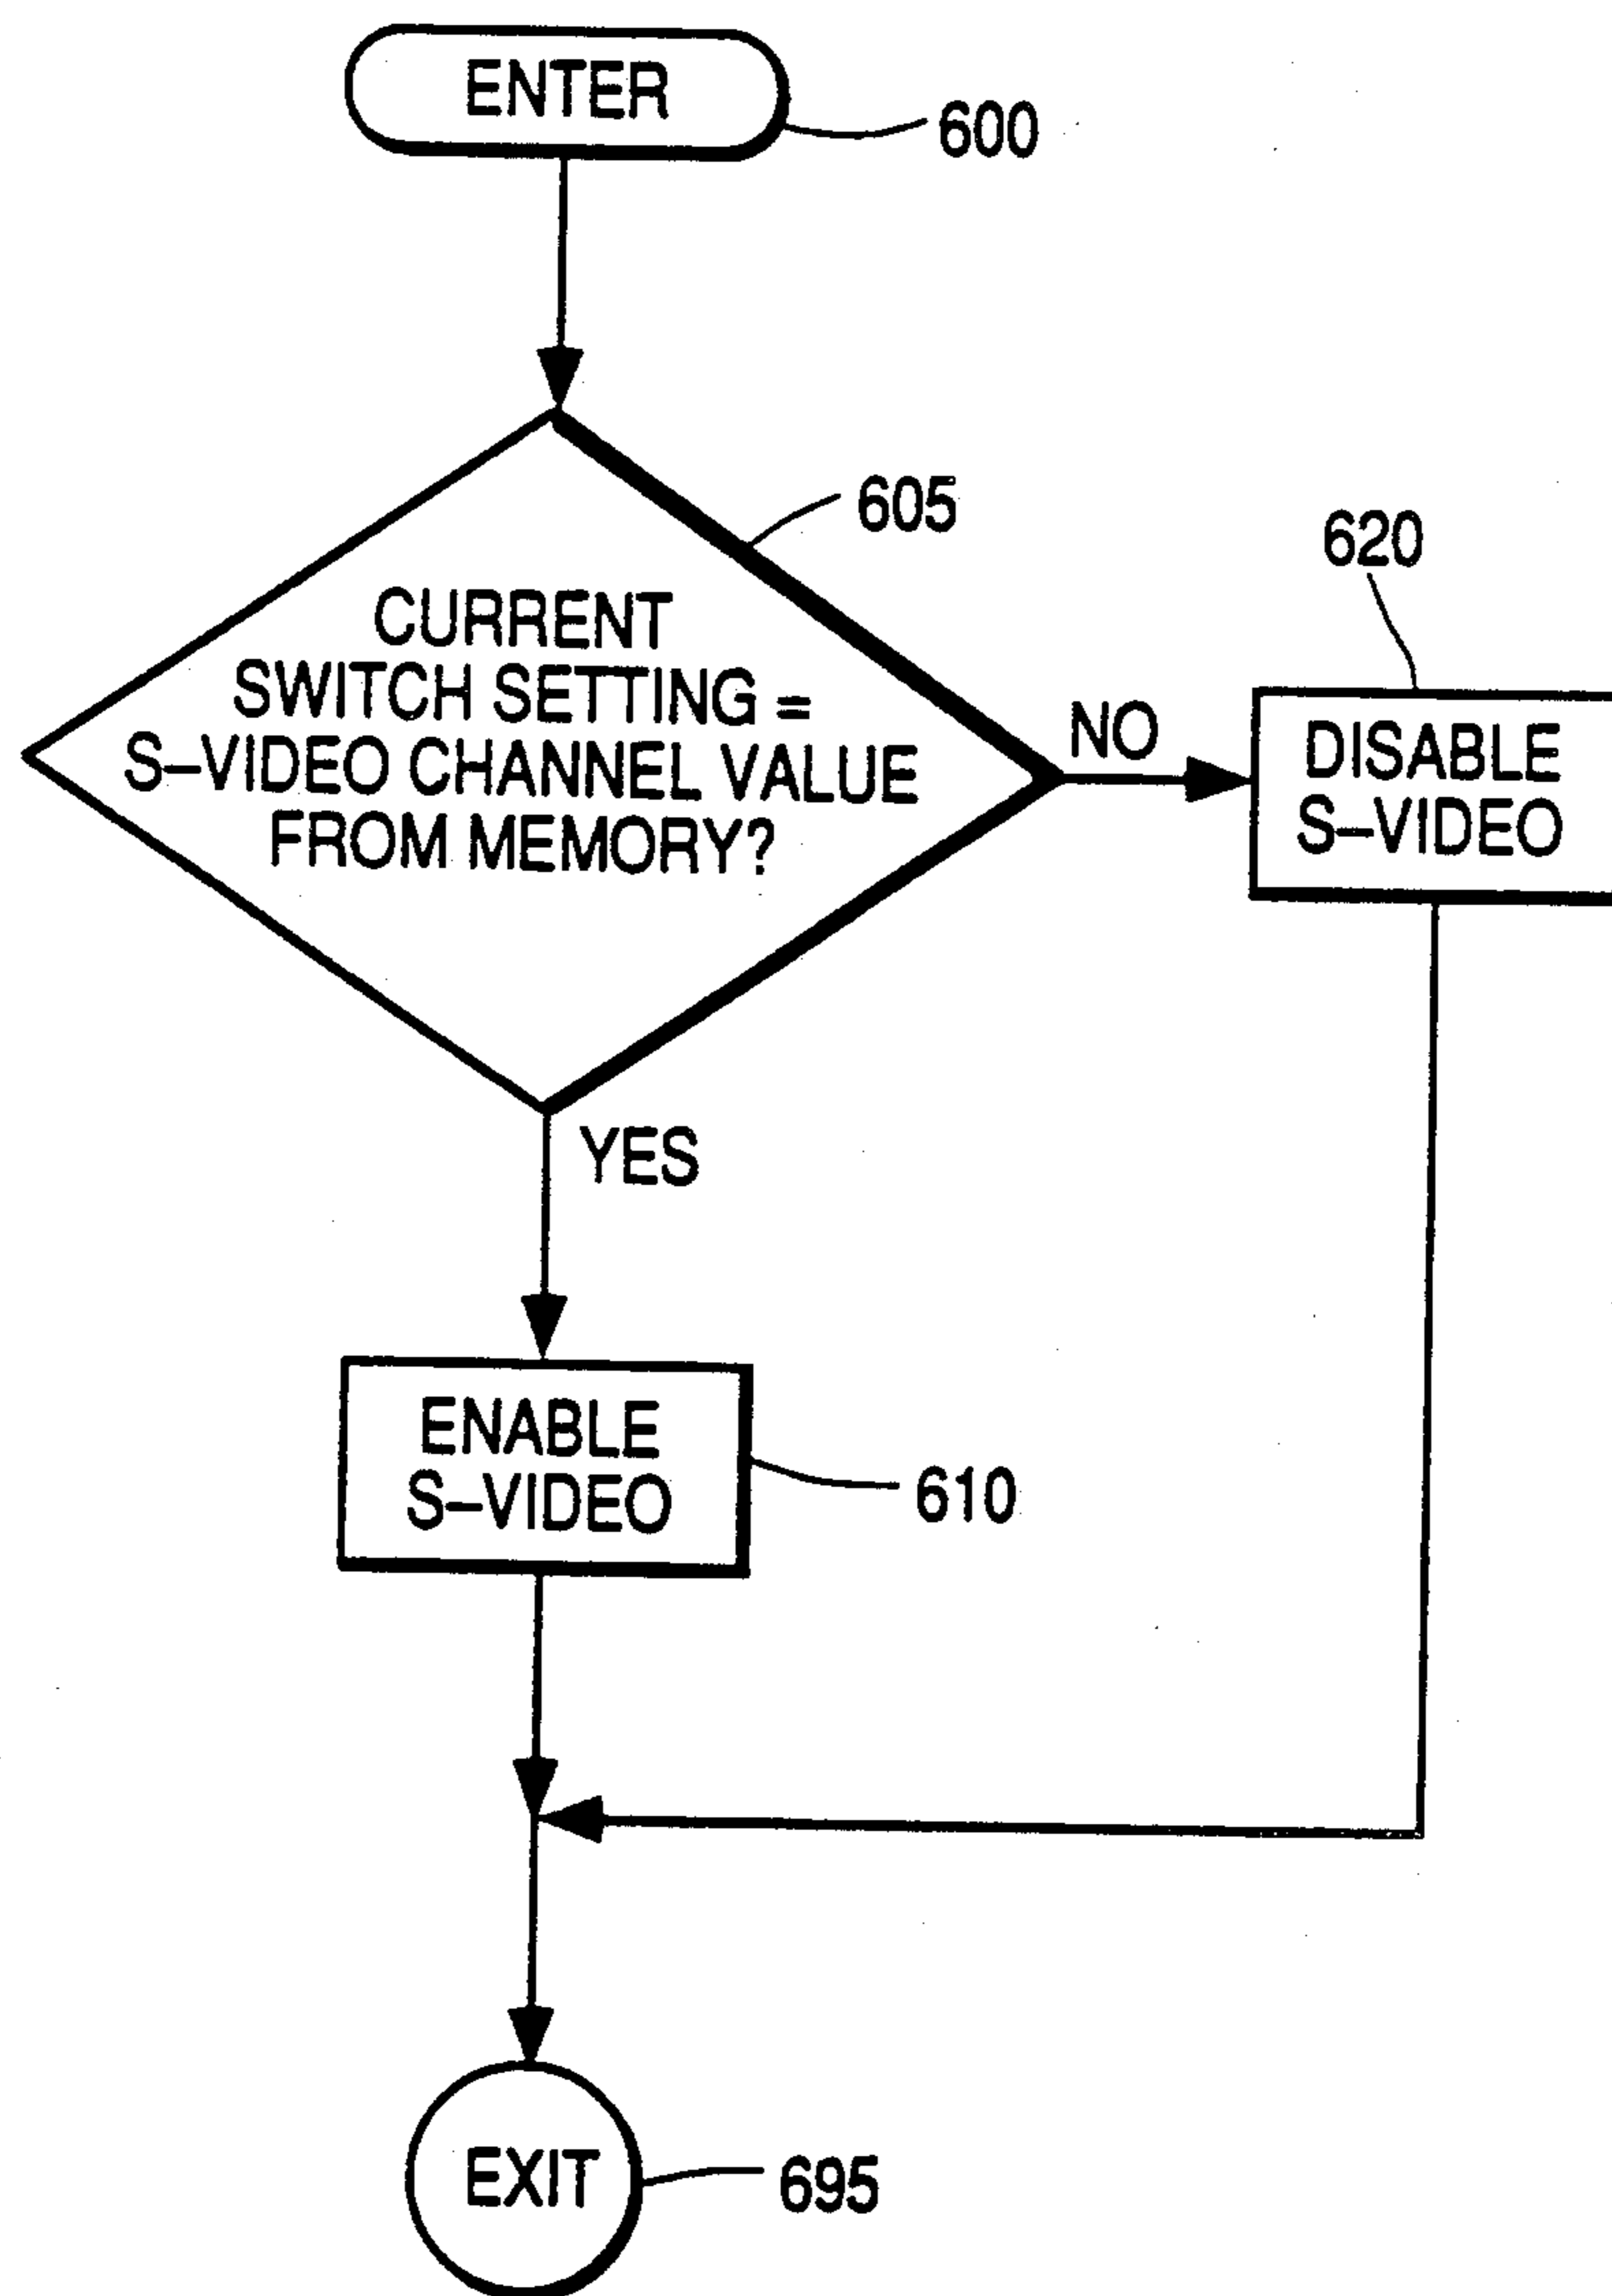 ENTER
600
605
CURRENT
SWITCH SETTING =
S-VIDEO CHANNEL VALUE
FROM MEMORY?
NO
620
DISABLE
S-VIDEO
YES
ENABLE
S-VIDEO
610
EXIT
695